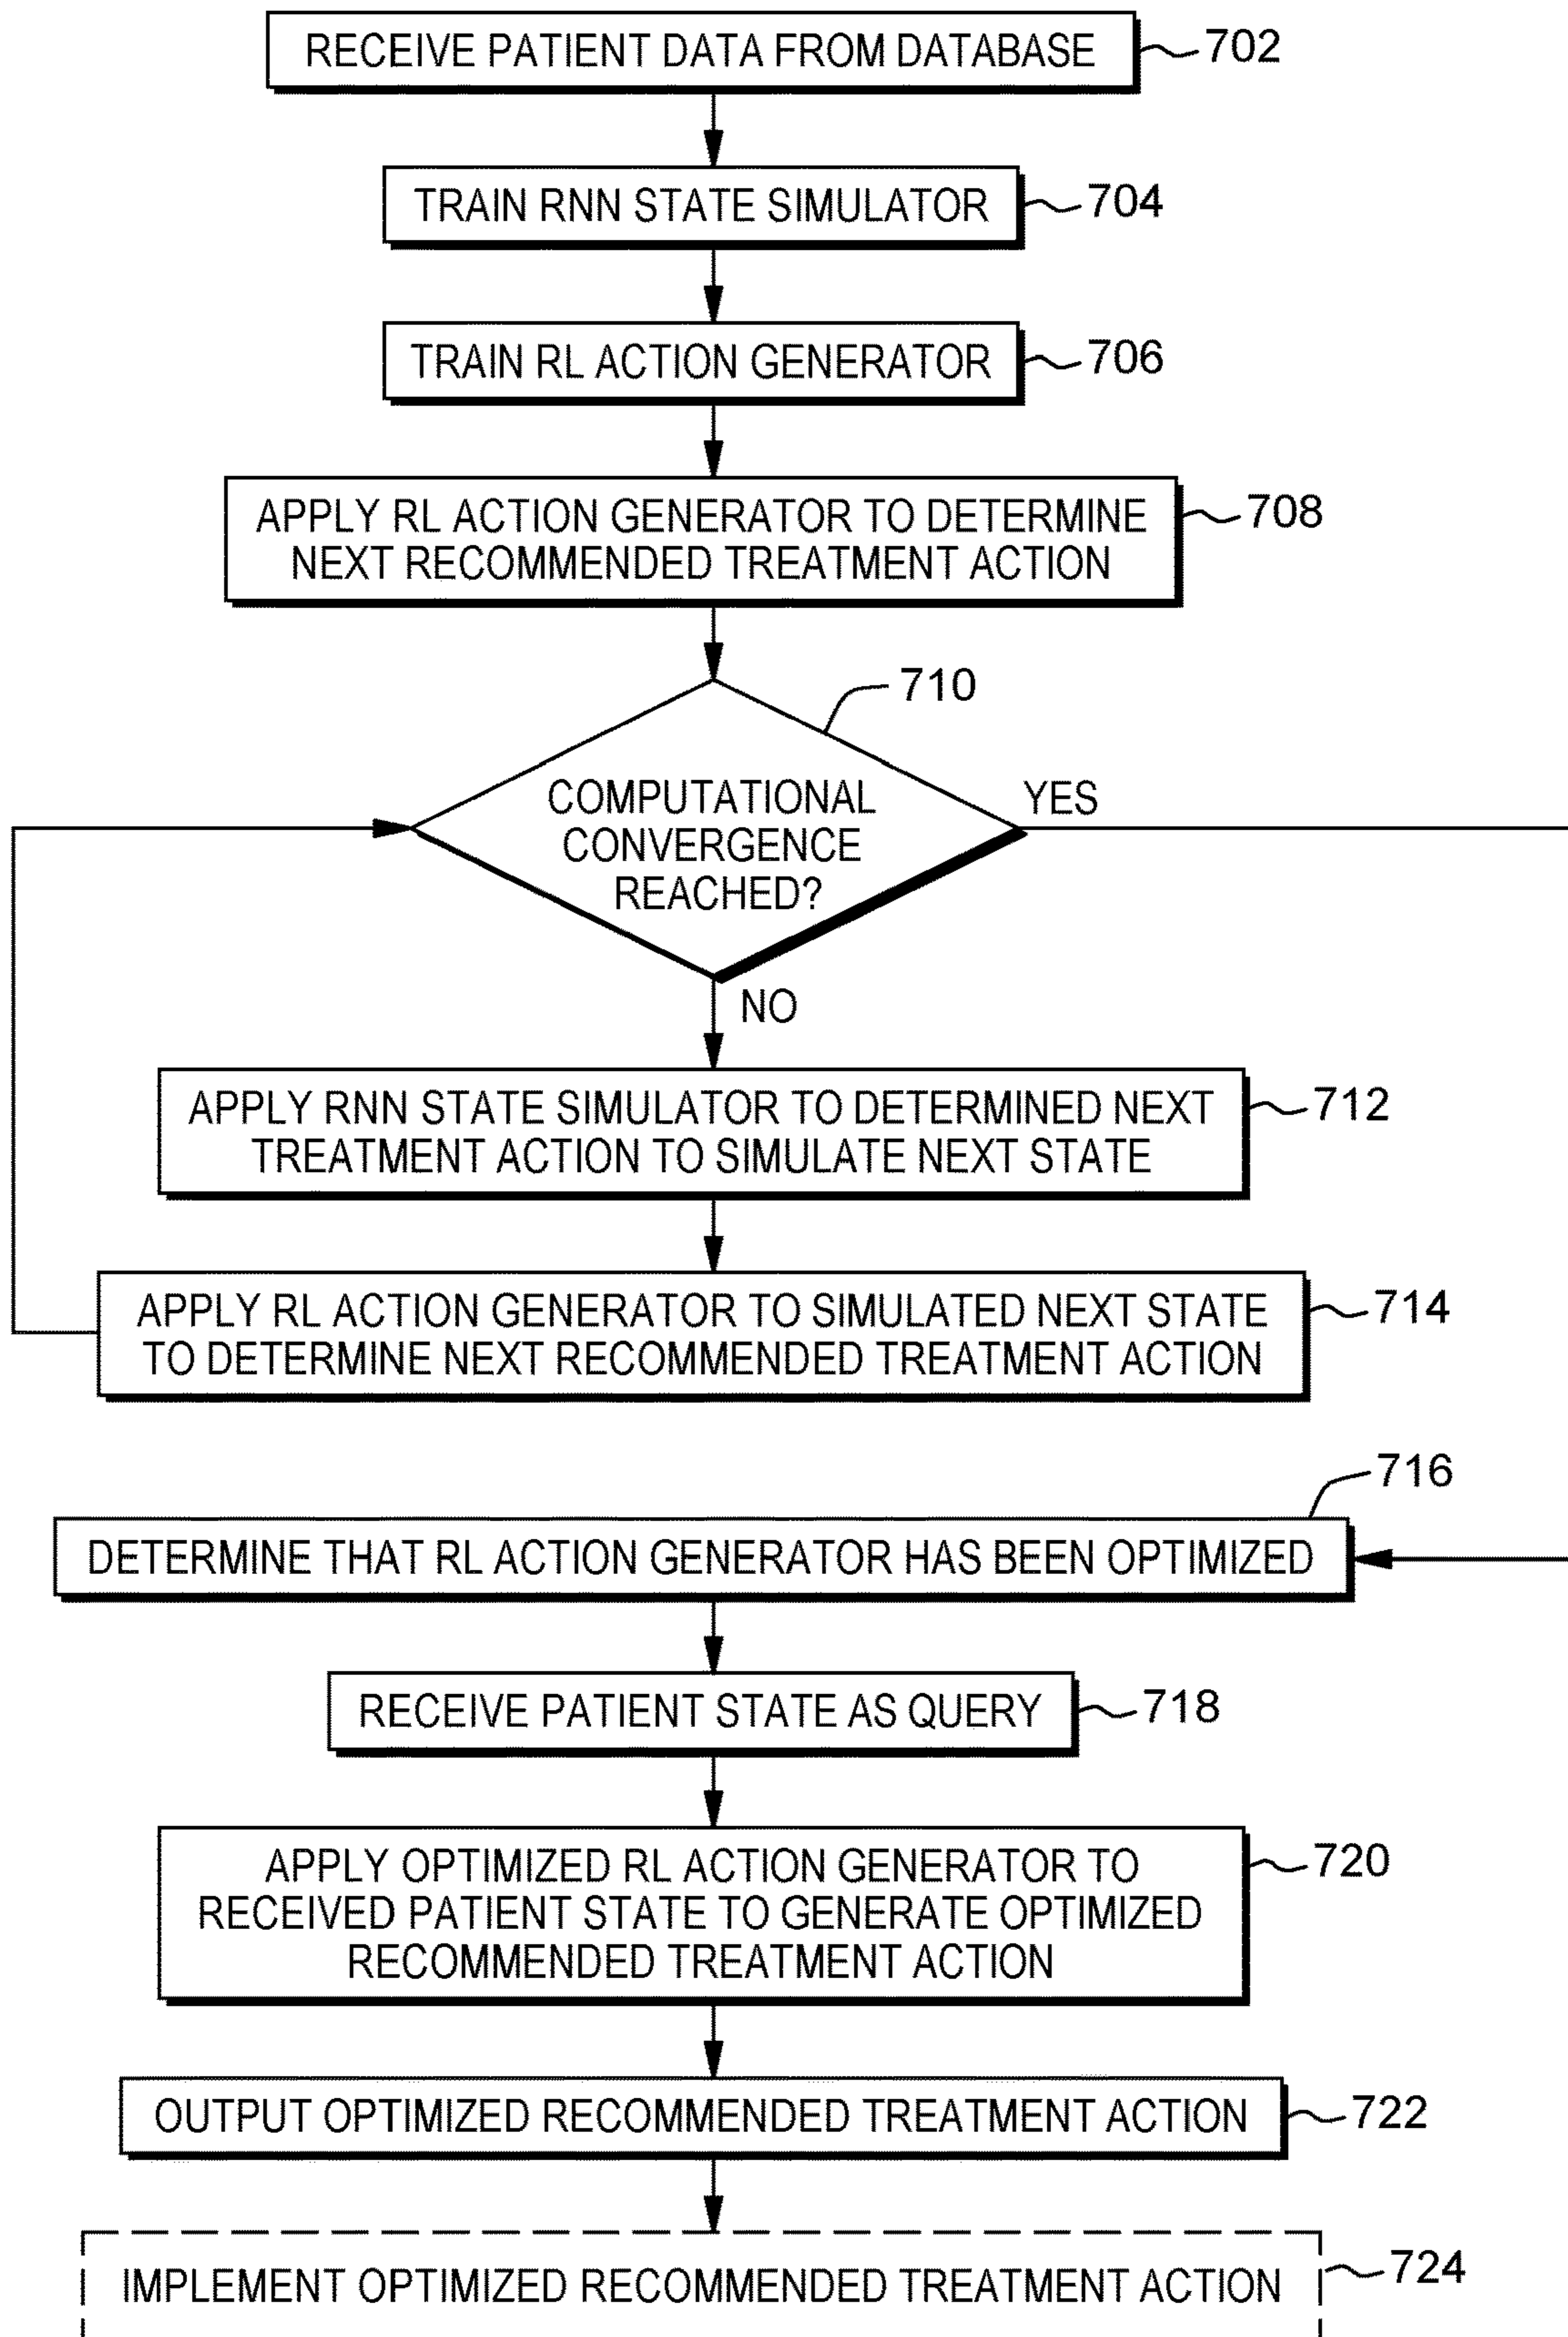 RECEIVE PATIENT DATA FROM DATABASE
702
TRAIN RNN STATE SIMULATOR
704
TRAIN RL ACTION GENERATOR
706
APPLY RL ACTION GENERATOR TO DETERMINE
NEXT RECOMMENDED TREATMENT ACTION
708
710
COMPUTATIONAL
CONVERGENCE
REACHED?
YES
NO
APPLY RNN STATE SIMULATOR TO DETERMINED NEXT
TREATMENT ACTION TO SIMULATE NEXT STATE
712
APPLY RL ACTION GENERATOR TO SIMULATED NEXT STATE
TO DETERMINE NEXT RECOMMENDED TREATMENT ACTION
714
716
DETERMINE THAT RL ACTION GENERATOR HAS BEEN OPTIMIZED
RECEIVE PATIENT STATE AS QUERY
718
APPLY OPTIMIZED RL ACTION GENERATOR TO
RECEIVED PATIENT STATE TO GENERATE OPTIMIZED
RECOMMENDED TREATMENT ACTION
720
OUTPUT OPTIMIZED RECOMMENDED TREATMENT ACTION
722
IMPLEMENT OPTIMIZED RECOMMENDED TREATMENT ACTION
724